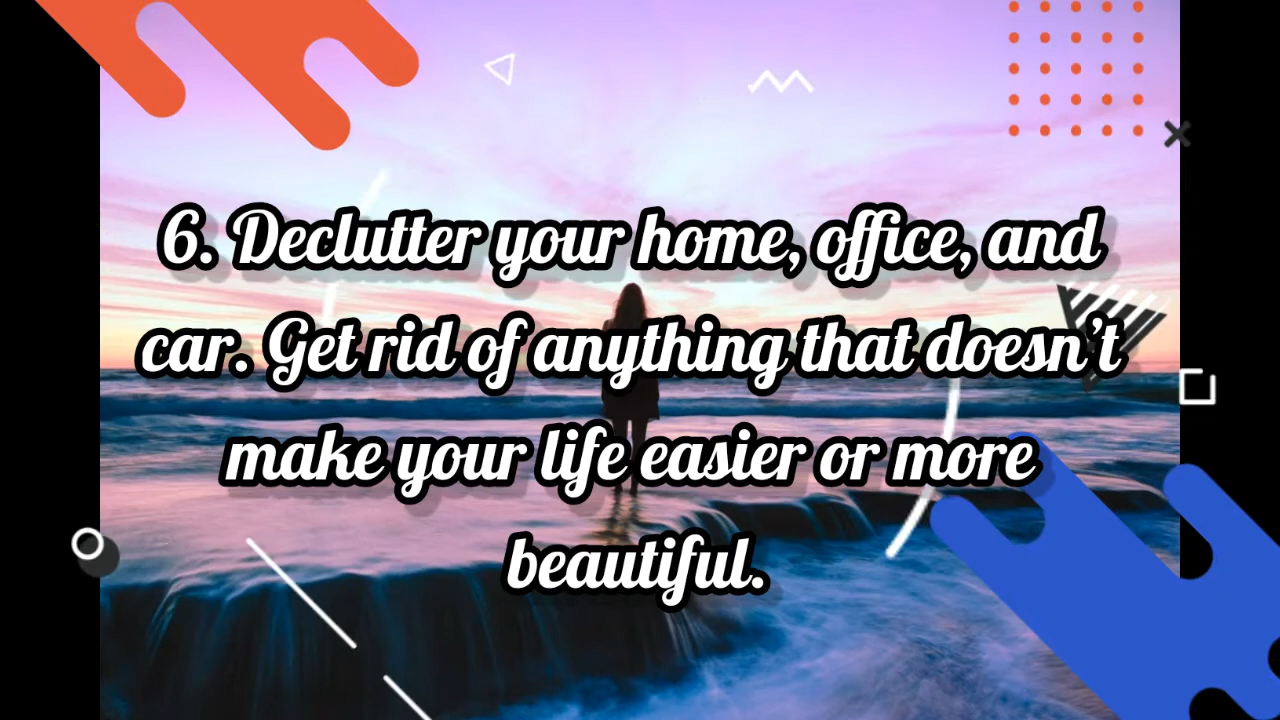 6. Declutter your home, office, and
car. Get rid of anything that doesn't
make your life easier or more
beautiful.